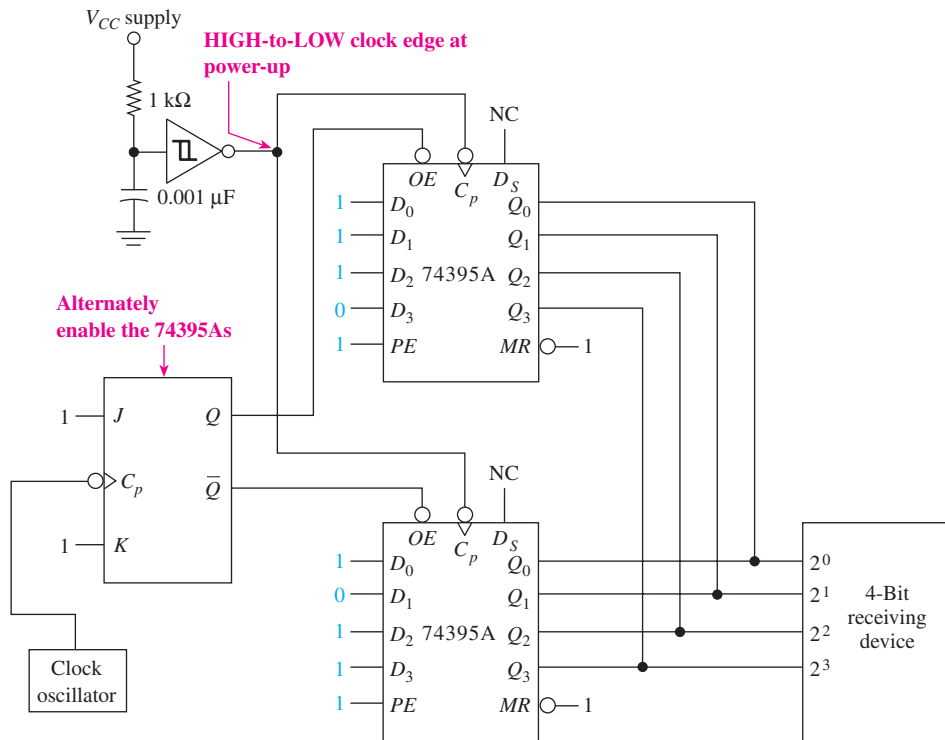 V_CC supply
HIGH-to-LOW clock edge at
power-up
1 kΩ
0.001 μF
NC
OE
C_p
D_S
1 D_0 Q_0
1 D_1 Q_1
1 D_2 74395A Q_2
0 D_3 Q_3
1 PE MR 1
Alternately
enable the 74395As
1 J Q
C_p Q̅
1 K
Clock
oscillator
NC
OE
C_p
D_S
1 D_0 Q_0
0 D_1 Q_1
1 D_2 74395A Q_2
1 D_3 Q_3
1 PE MR 1
2^0
2^1
2^2
2^3
4-Bit
receiving
device